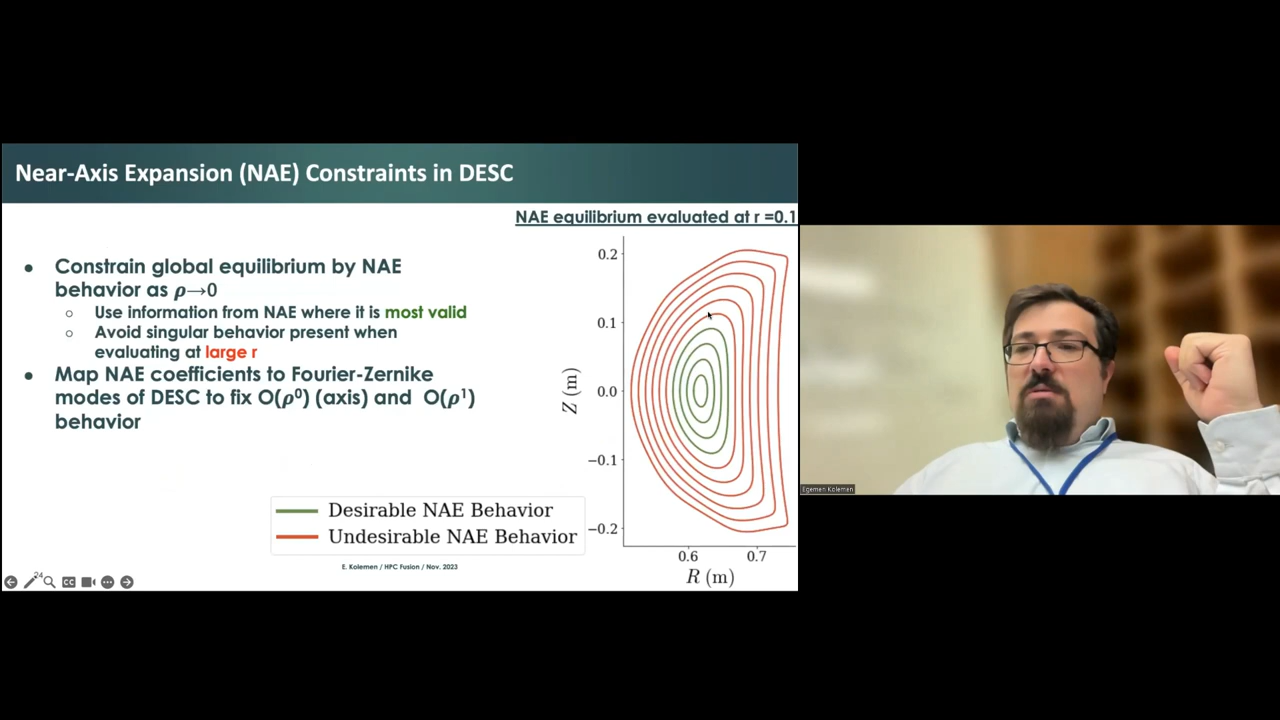 Near-Axis Expansion (NAE) Constraints in DESC
NAE equilibrium evaluated at r =0.1
● Constrain global equilibrium by NAE
behavior as ρ→0
○ Use information from NAE where it is most valid
○ Avoid singular behavior present when
evaluating at large r
● Map NAE coefficients to Fourier-Zernike
modes of DESC to fix O(ρ⁰) (axis) and O(ρ¹)
behavior
0.2
0.1
0.0
−0.1
−0.2
Z (m)
0.6 0.7
R (m)
Desirable NAE Behavior
Undesirable NAE Behavior
E. Kolemen / HPC Fusion / Nov. 2023
24
CC
Egemen Kolemen